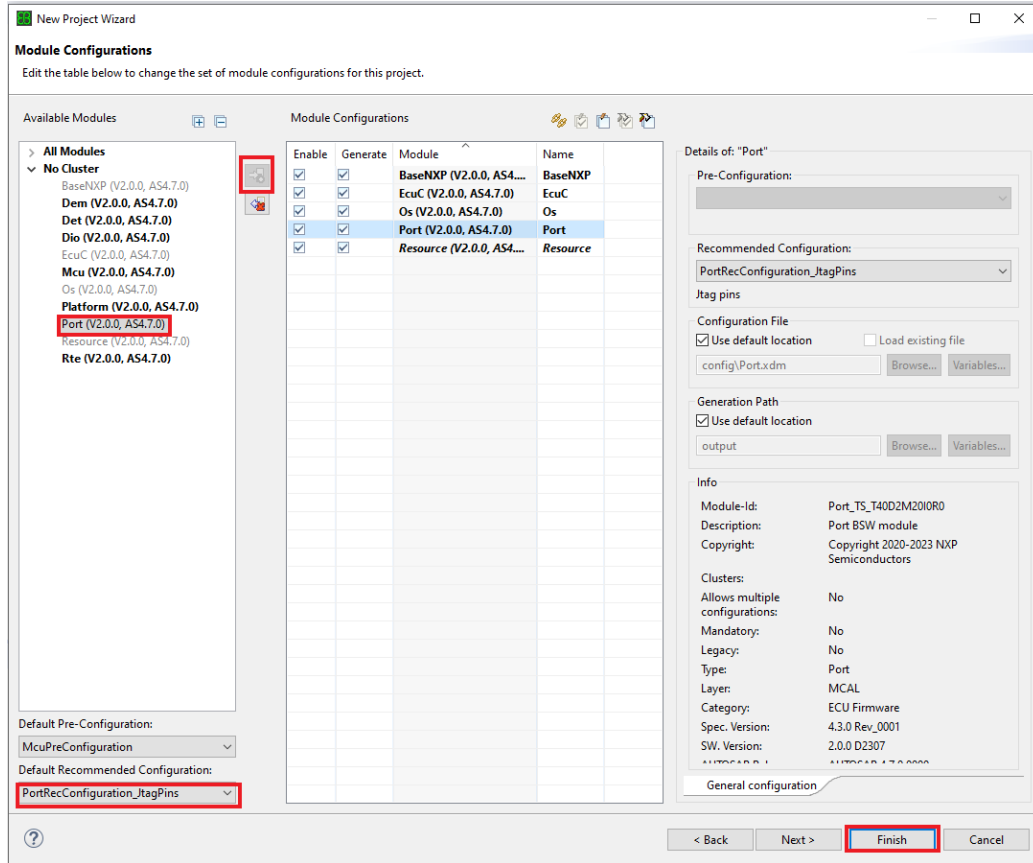 New Project Wizard
Module Configurations
Edit the table below to change the set of module configurations for this project.
Available Modules
All Modules
No Cluster
BaseNXP (V2.0.0, AS4.7.0)
Dem (V2.0.0, AS4.7.0)
Det (V2.0.0, AS4.7.0)
Dio (V2.0.0, AS4.7.0)
EcuC (V2.0.0, AS4.7.0)
Mcu (V2.0.0, AS4.7.0)
Os (V2.0.0, AS4.7.0)
Platform (V2.0.0, AS4.7.0)
Port (V2.0.0, AS4.7.0)
Resource (V2.0.0, AS4.7.0)
Rte (V2.0.0, AS4.7.0)
Default Pre-Configuration:
McuPreConfiguration
Default Recommended Configuration:
PortRecConfiguration_JtagPins
Module Configurations
Enable Generate Module Name
BaseNXP (V2.0.0, AS4.... BaseNXP
EcuC (V2.0.0, AS4.7.0) EcuC
Os (V2.0.0, AS4.7.0) Os
Port (V2.0.0, AS4.7.0) Port
Resource (V2.0.0, AS4.... Resource
Details of: "Port"
Pre-Configuration:
Recommended Configuration:
PortRecConfiguration_JtagPins
Jtag pins
Configuration File
Use default location Load existing file
config\Port.xdm Browse... Variables...
Generation Path
Use default location
output Browse... Variables...
Info
Module-Id: Port_TS_T40D2M20I0R0
Description: Port BSW module
Copyright: Copyright 2020-2023 NXP
Semiconductors
Clusters:
Allows multiple No
configurations:
Mandatory: No
Legacy: No
Type: Port
Layer: MCAL
Category: ECU Firmware
Spec. Version: 4.3.0 Rev_0001
SW. Version: 2.0.0 D2307
General configuration
? < Back Next > Finish Cancel